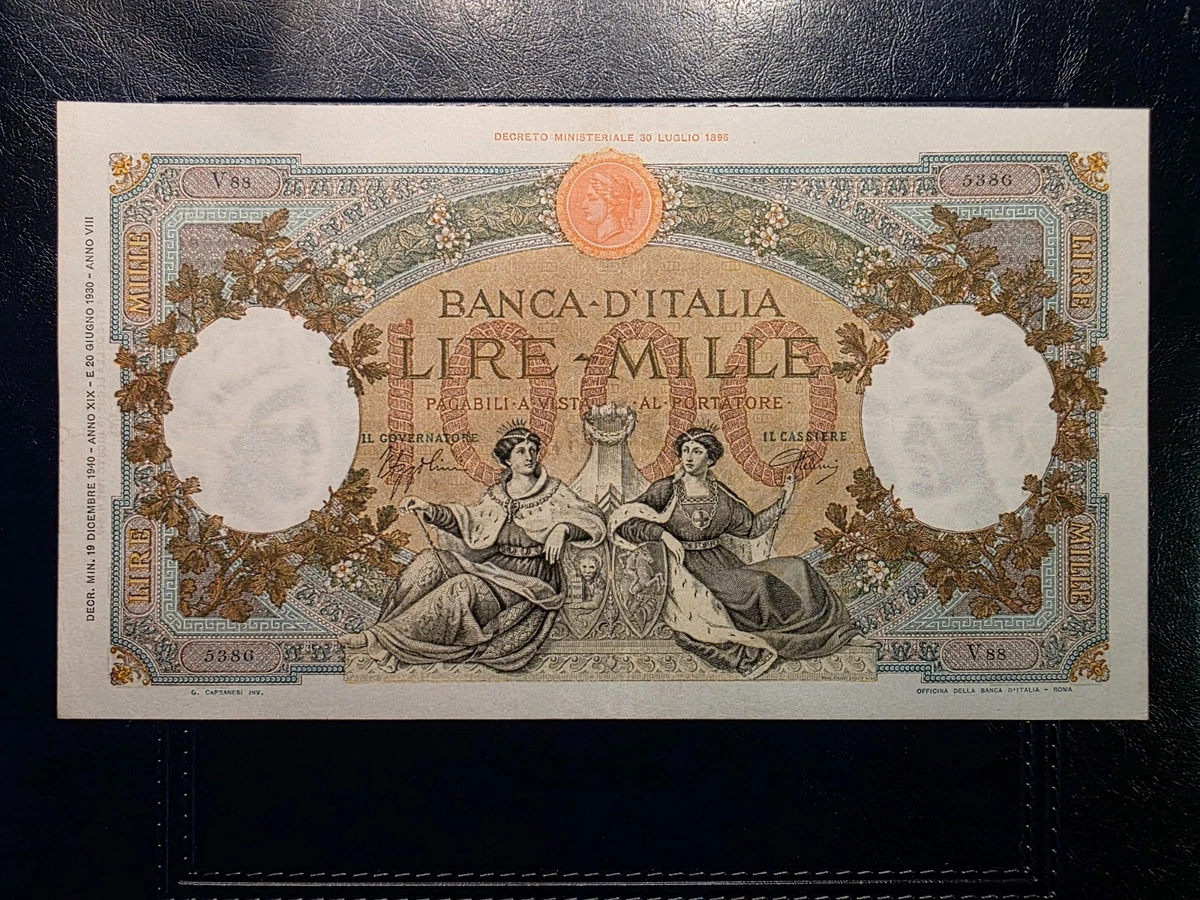 DECRETO MINISTERIALE 30 LUGLIO 1896
V 88
5386
DECR. MIN. 19 DICEMBRE 1940 - ANNO XIX - E 20 GIUGNO 1930 - ANNO VIII
MILLE
LIRE
BANCA-D'ITALIA
1000
LIRE - MILLE
PAGABILI-A VISTA-AL-PORTATORE-
IL GOVERNATORE
IL CASSIERE
LIRE
MILLE
5386
V 88
G. CAPRANESI INV.
OFFICINA DELLA BANCA D'ITALIA - ROMA